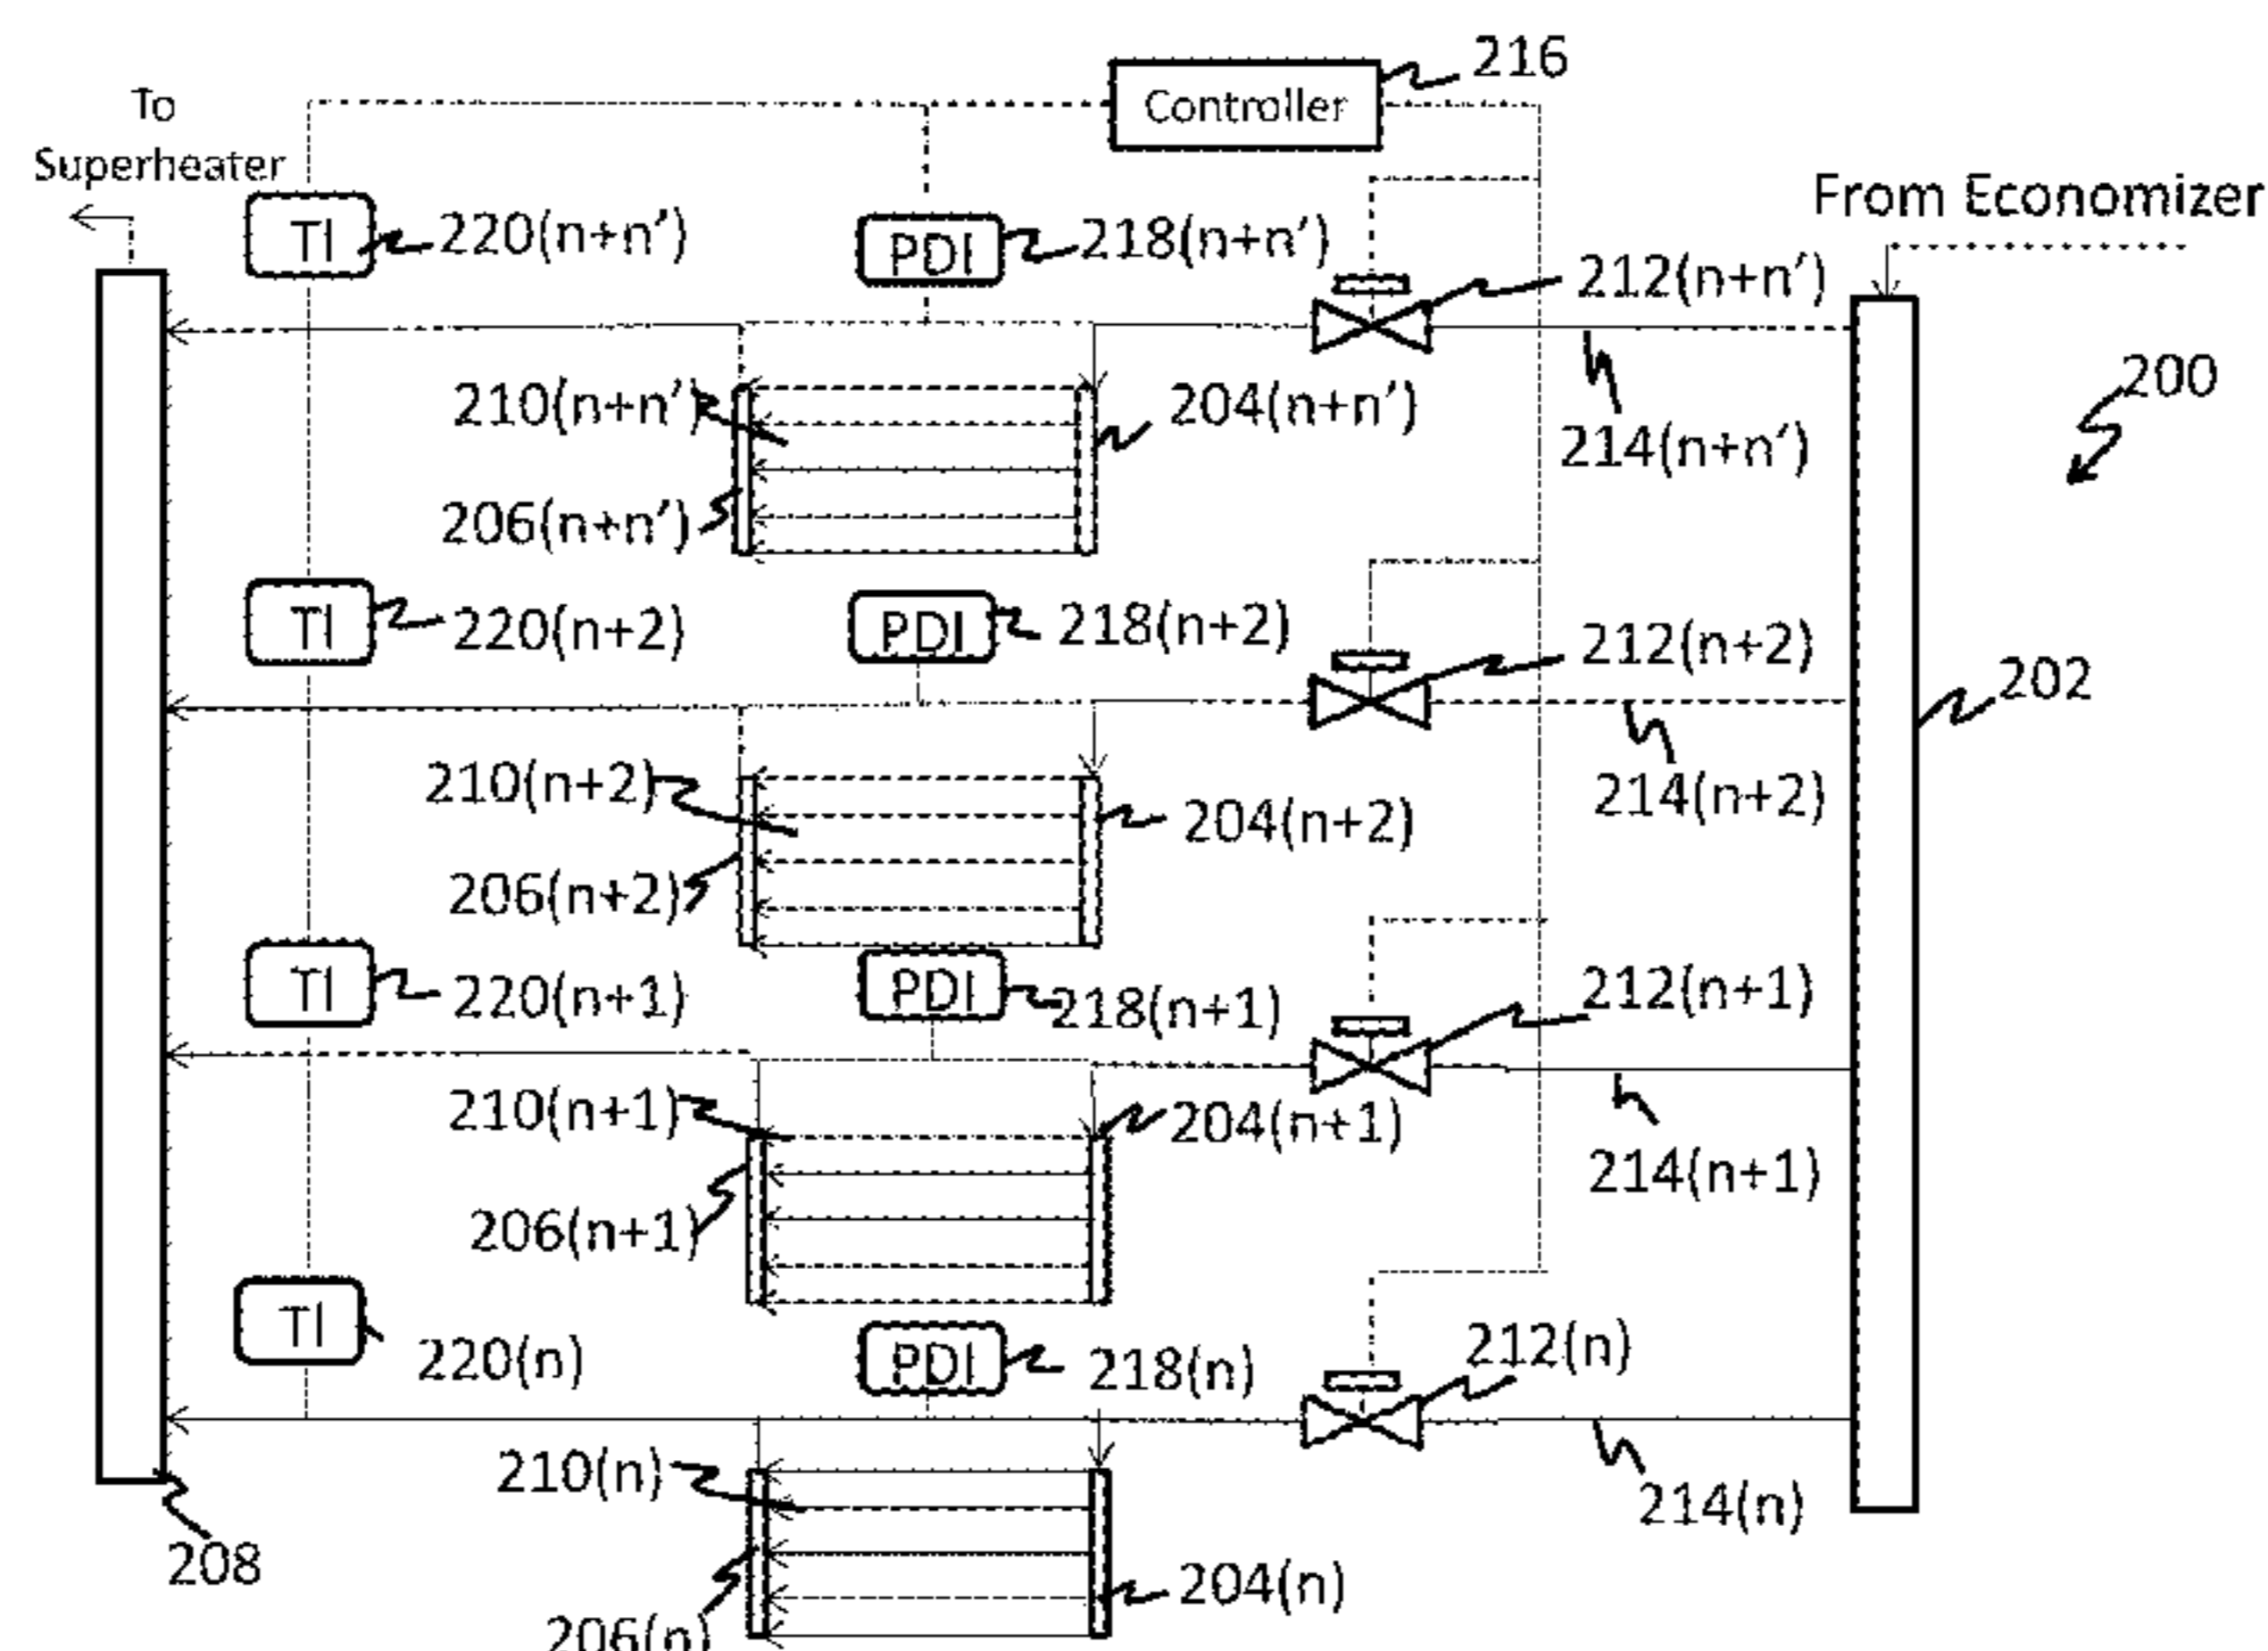 216
Controller
To
Superheater
From Economizer
TI
220(n+n')
PDI
218(n+n')
212(n+n')
200
210(n+n')
204(n+n')
214(n+n')
206(n+n')
TI
220(n+2)
PDI
218(n+2)
212(n+2)
202
210(n+2)
204(n+2)
214(n+2)
206(n+2)
TI
220(n+1)
PDI
218(n+1)
212(n+1)
210(n+1)
204(n+1)
214(n+1)
206(n+1)
TI
220(n)
PDI
218(n)
212(n)
210(n)
214(n)
208
204(n)
206(n)